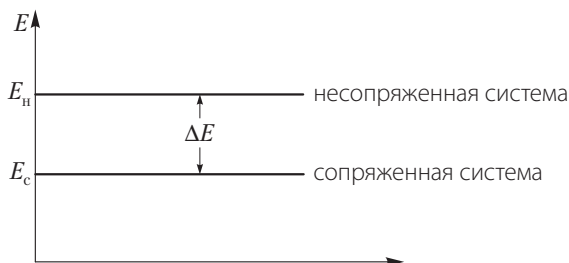 E
Eн несопряженная система
ΔE
Eс сопряженная система